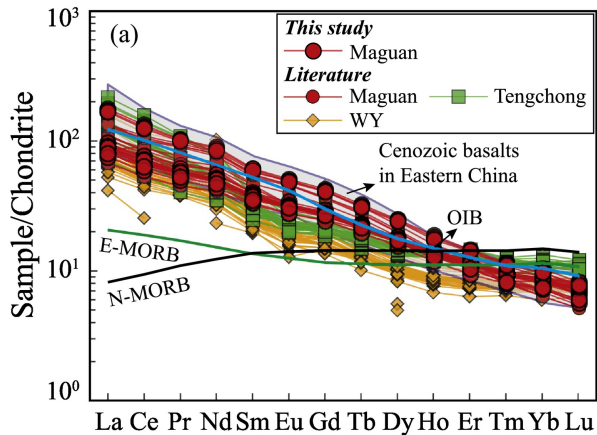 10³
(a)
This study
Maguan
Literature
Maguan
Tengchong
WY
10²
Cenozoic basalts
in Eastern China
OIB
E-MORB
10¹
N-MORB
10⁰
Sample/Chondrite
La Ce Pr Nd Sm Eu Gd Tb Dy Ho Er Tm Yb Lu